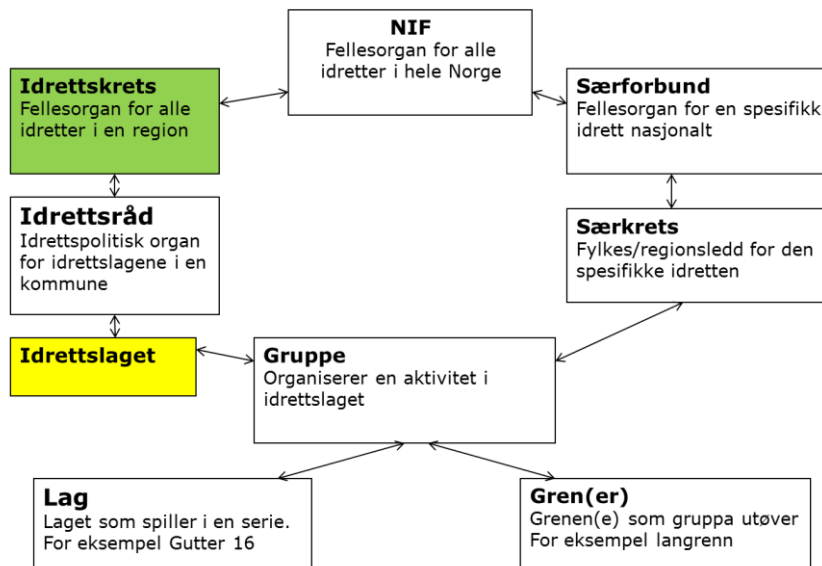 NIF
Fellesorgan for alle
idretter i hele Norge
Idrettskrets
Fellesorgan for alle
idretter i en region
Særforbund
Fellesorgan for en spesifikk
idrett nasjonalt
Idrettsråd
Idrettspolitisk organ
for idrettslagene i en
kommune
Særkrets
Fylkes/regionsledd for den
spesifikke idretten
Idrettslaget
Gruppe
Organiserer en aktivitet i
idrettslaget
Lag
Laget som spiller i en serie.
For eksempel Gutter 16
Gren(er)
Grenen(e) som gruppa utøver
For eksempel langrenn